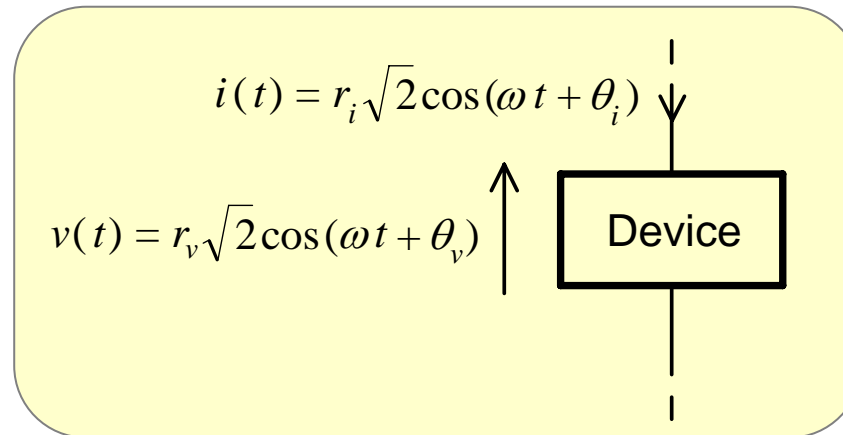 i(t) = r_i √2 cos(ω t + θ_i)
v(t) = r_v √2 cos(ω t + θ_v)
Device